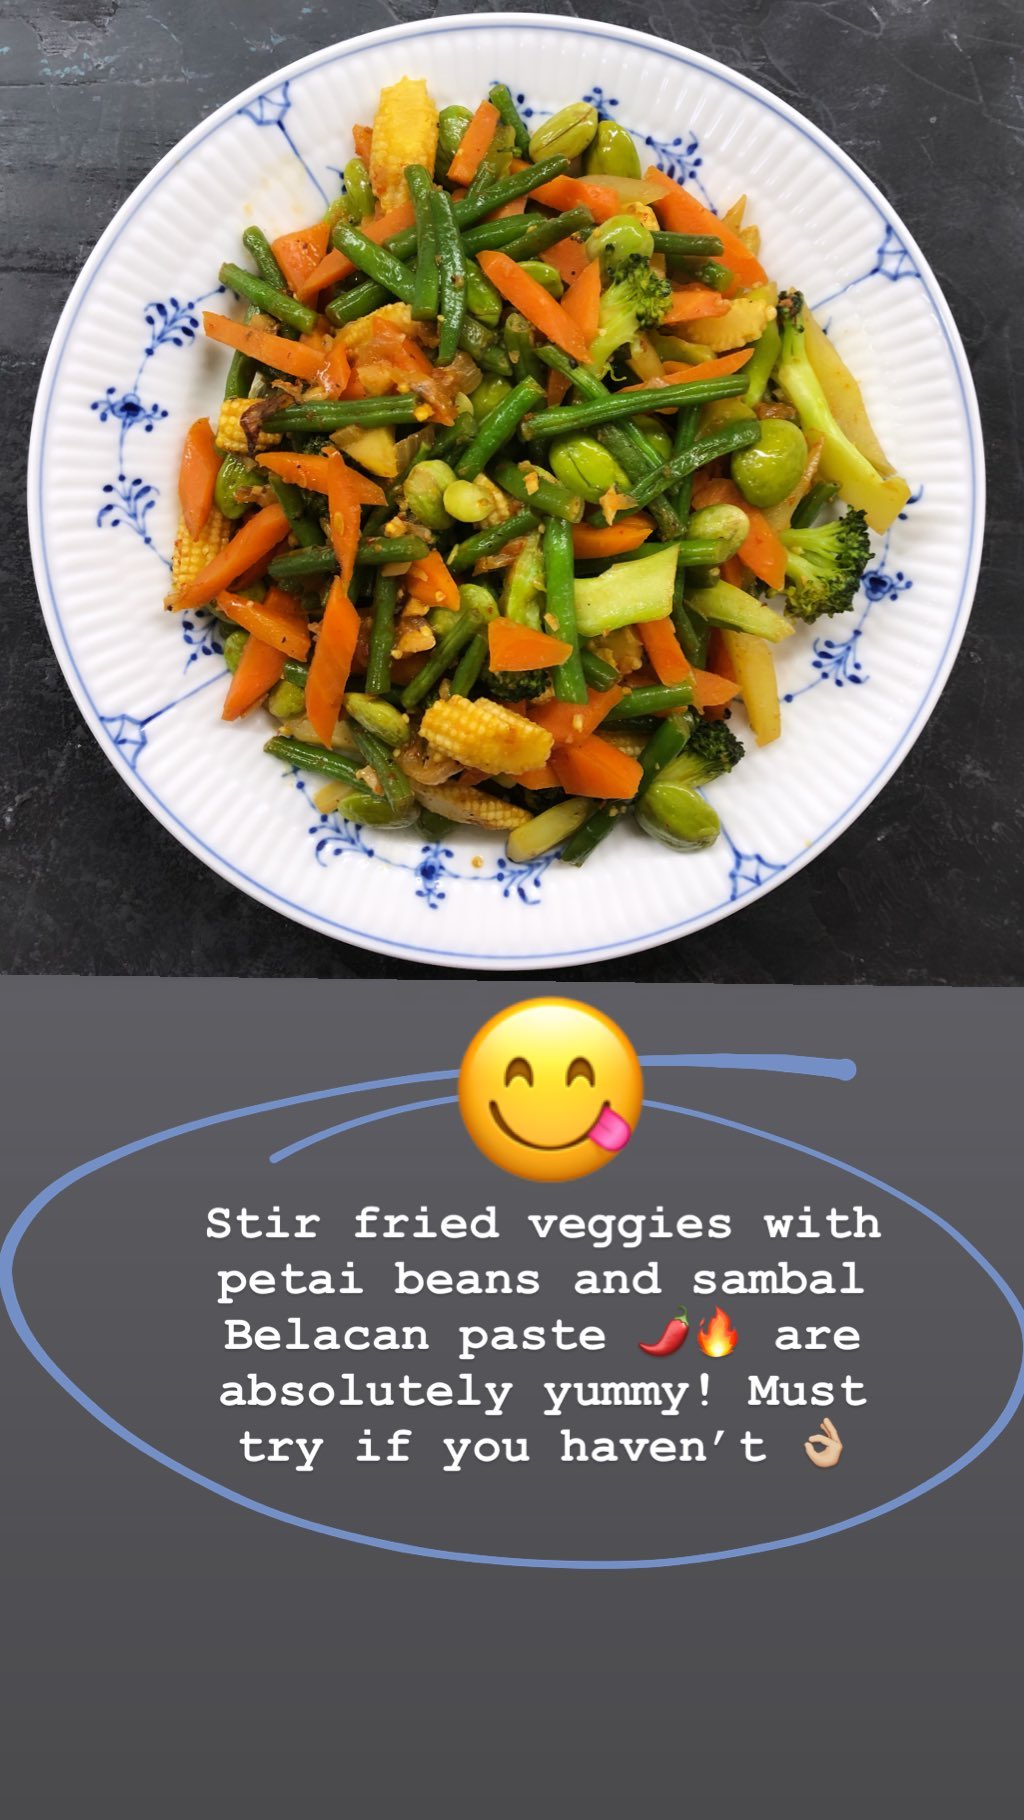 Stir fried veggies with
petai beans and sambal
Belacan paste 🌶️🔥 are
absolutely yummy! Must
try if you haven’t 👌🏼